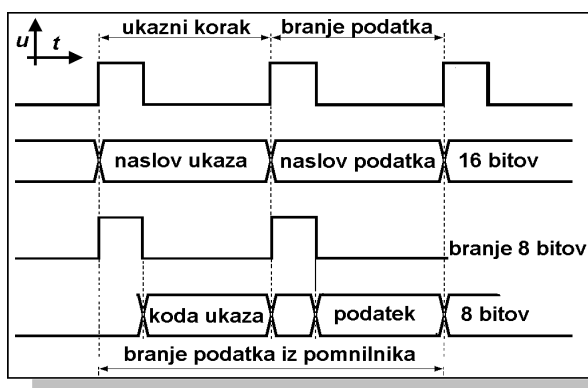 ukazni korak branje podatka
u t
naslov ukaza naslov podatka 16 bitov
branje 8 bitov
koda ukaza podatek 8 bitov
branje podatka iz pomnilnika